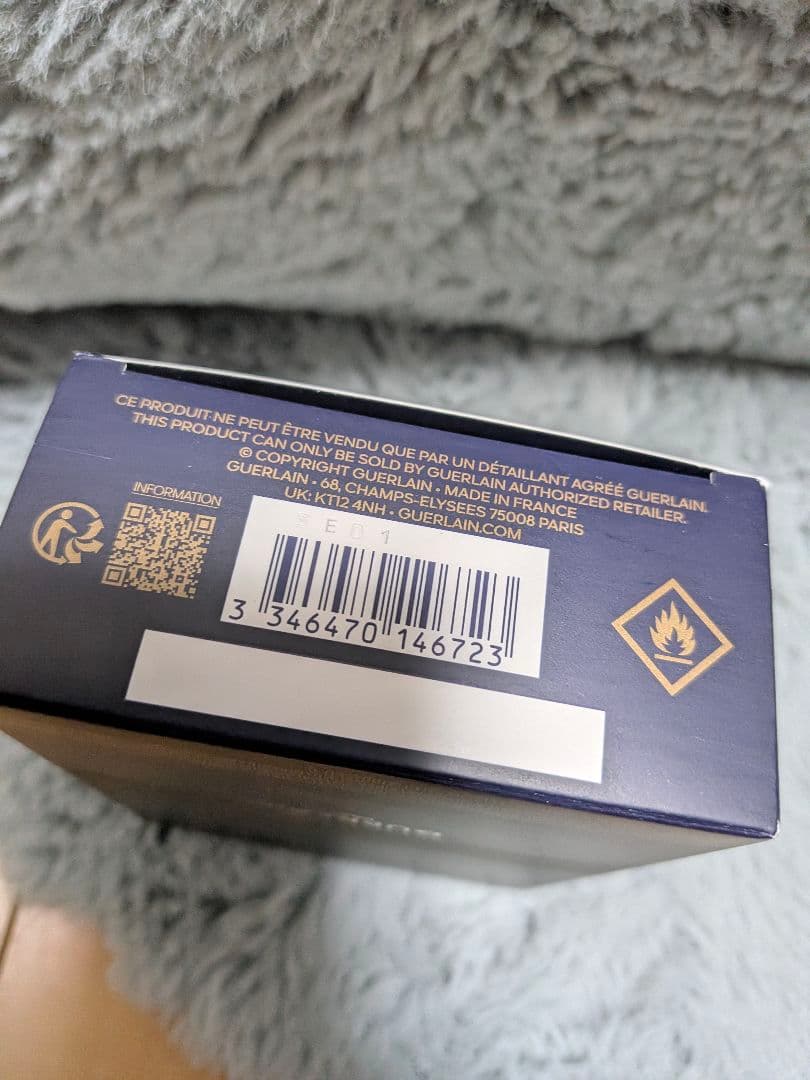 CE PRODUIT NE PEUT ÊTRE VENDU QUE PAR UN DÉTAILLANT AGRÉÉ GUERLAIN.
THIS PRODUCT CAN ONLY BE SOLD BY GUERLAIN AUTHORIZED RETAILER.
© COPYRIGHT GUERLAIN • MADE IN FRANCE
GUERLAIN • 68, CHAMPS-ELYSEES 75008 PARIS
UK: KT12 4NH • GUERLAIN.COM
INFORMATION
3 346470 146723